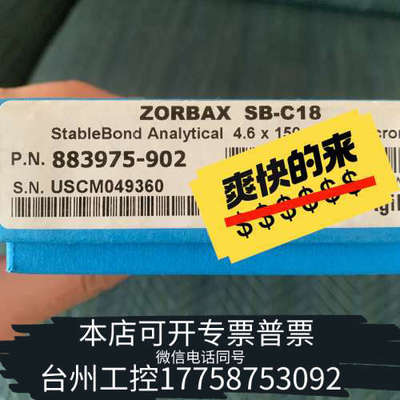 ZORBAX SB-C18
StableBond Analytical 4.6 x 150
P.N. 883975-902
S.N. USCM049360
爽快的来
$$$$$$
本店可开专票普票
微信电话同号
台州工控17758753092